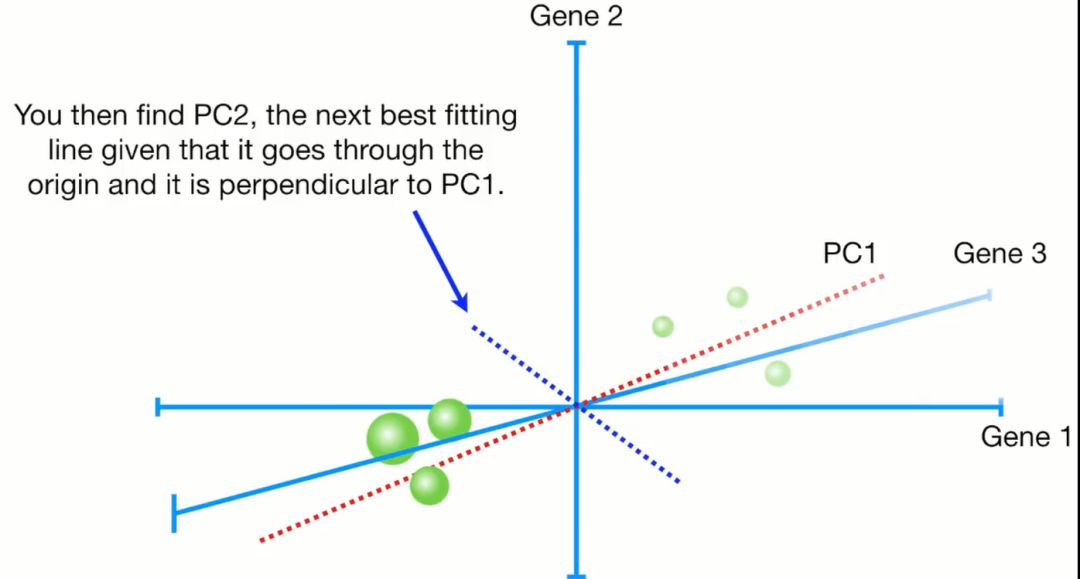 Gene 2
You then find PC2, the next best fitting
line given that it goes through the
origin and it is perpendicular to PC1.
PC1
Gene 3
Gene 1